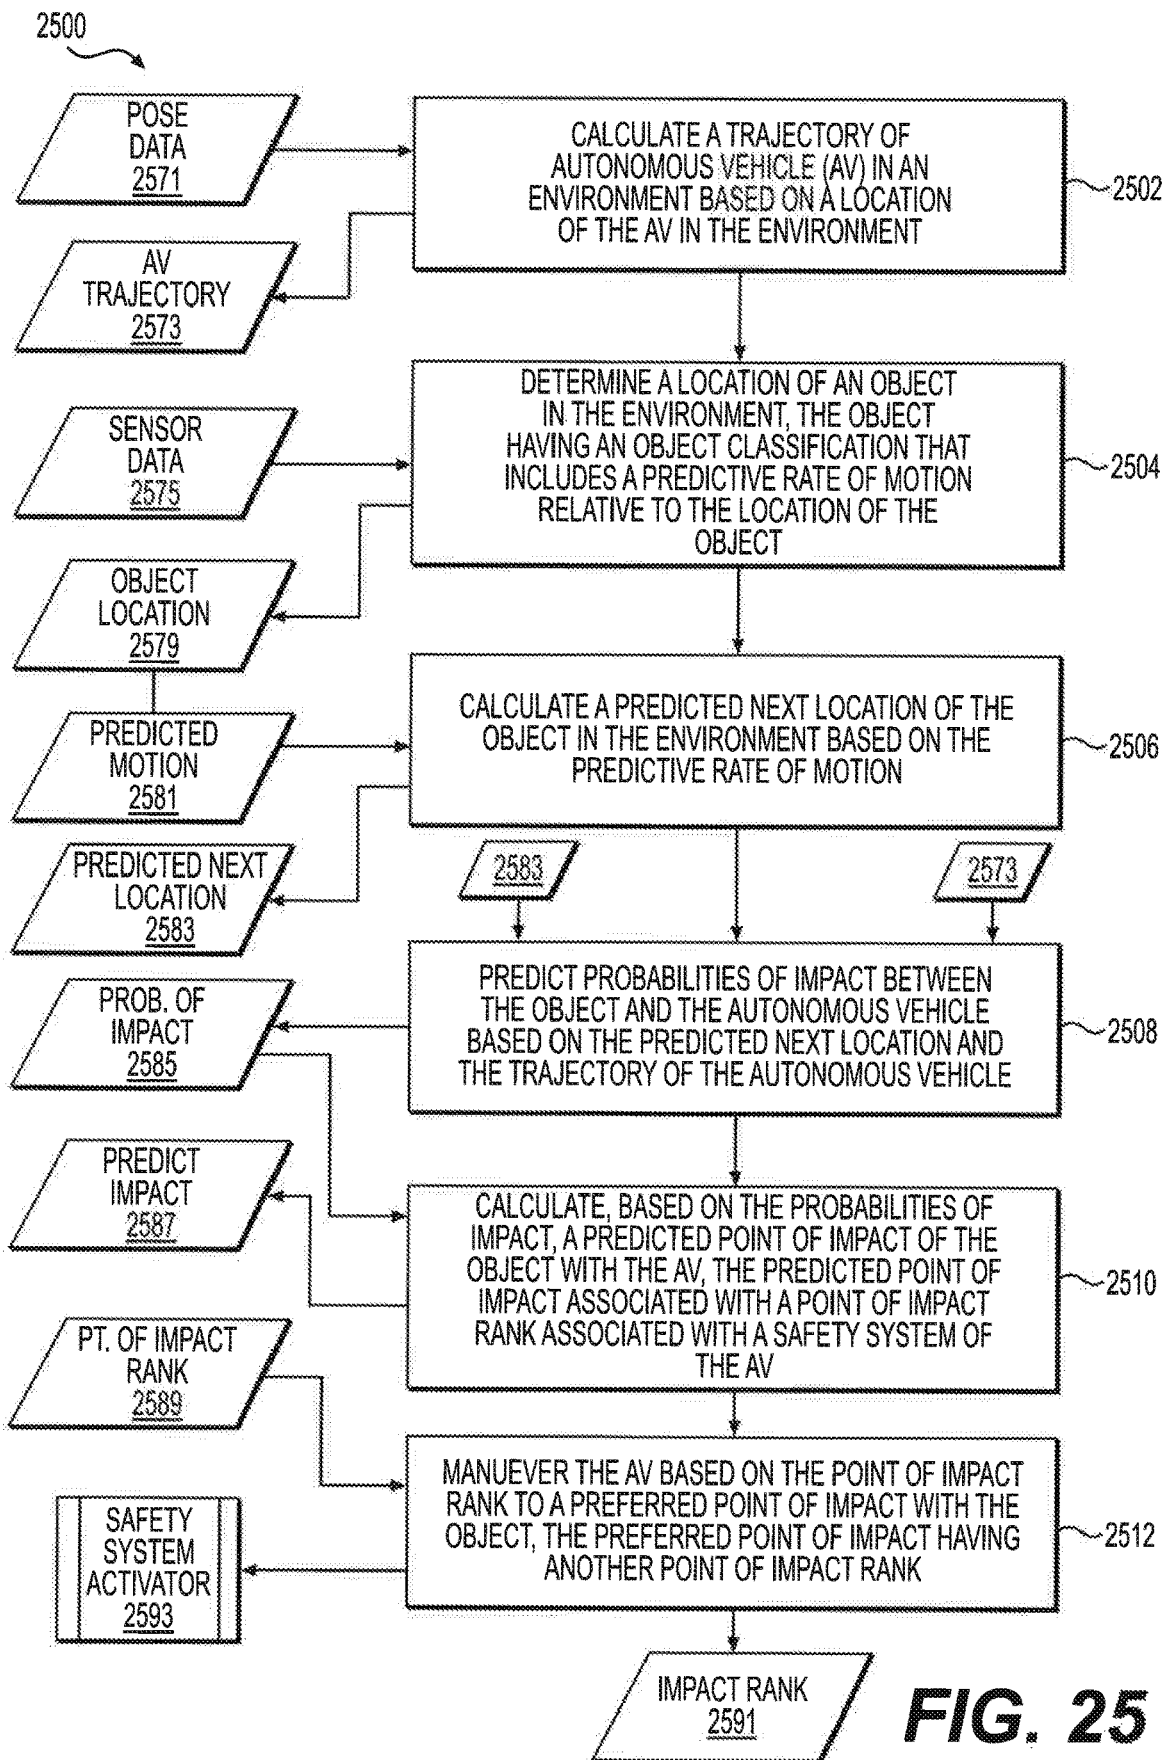 2500
POSE
DATA
2571
CALCULATE A TRAJECTORY OF
AUTONOMOUS VEHICLE (AV) IN AN
ENVIRONMENT BASED ON A LOCATION
OF THE AV IN THE ENVIRONMENT
2502
AV
TRAJECTORY
2573
DETERMINE A LOCATION OF AN OBJECT
IN THE ENVIRONMENT, THE OBJECT
HAVING AN OBJECT CLASSIFICATION THAT
INCLUDES A PREDICTIVE RATE OF MOTION
RELATIVE TO THE LOCATION OF THE
OBJECT
2504
SENSOR
DATA
2575
OBJECT
LOCATION
2579
CALCULATE A PREDICTED NEXT LOCATION OF THE
OBJECT IN THE ENVIRONMENT BASED ON THE
PREDICTIVE RATE OF MOTION
2506
PREDICTED
MOTION
2581
PREDICTED NEXT
LOCATION
2583
2583
2573
PREDICT PROBABILITIES OF IMPACT BETWEEN
THE OBJECT AND THE AUTONOMOUS VEHICLE
BASED ON THE PREDICTED NEXT LOCATION AND
THE TRAJECTORY OF THE AUTONOMOUS VEHICLE
2508
PROB. OF
IMPACT
2585
PREDICT
IMPACT
2587
CALCULATE, BASED ON THE PROBABILITIES OF
IMPACT, A PREDICTED POINT OF IMPACT OF THE
OBJECT WITH THE AV, THE PREDICTED POINT OF
IMPACT ASSOCIATED WITH A POINT OF IMPACT
RANK ASSOCIATED WITH A SAFETY SYSTEM OF
THE AV
2510
PT. OF IMPACT
RANK
2589
MANUEVER THE AV BASED ON THE POINT OF IMPACT
RANK TO A PREFERRED POINT OF IMPACT WITH THE
OBJECT, THE PREFERRED POINT OF IMPACT HAVING
ANOTHER POINT OF IMPACT RANK
2512
SAFETY
SYSTEM
ACTIVATOR
2593
IMPACT RANK
2591
FIG. 25